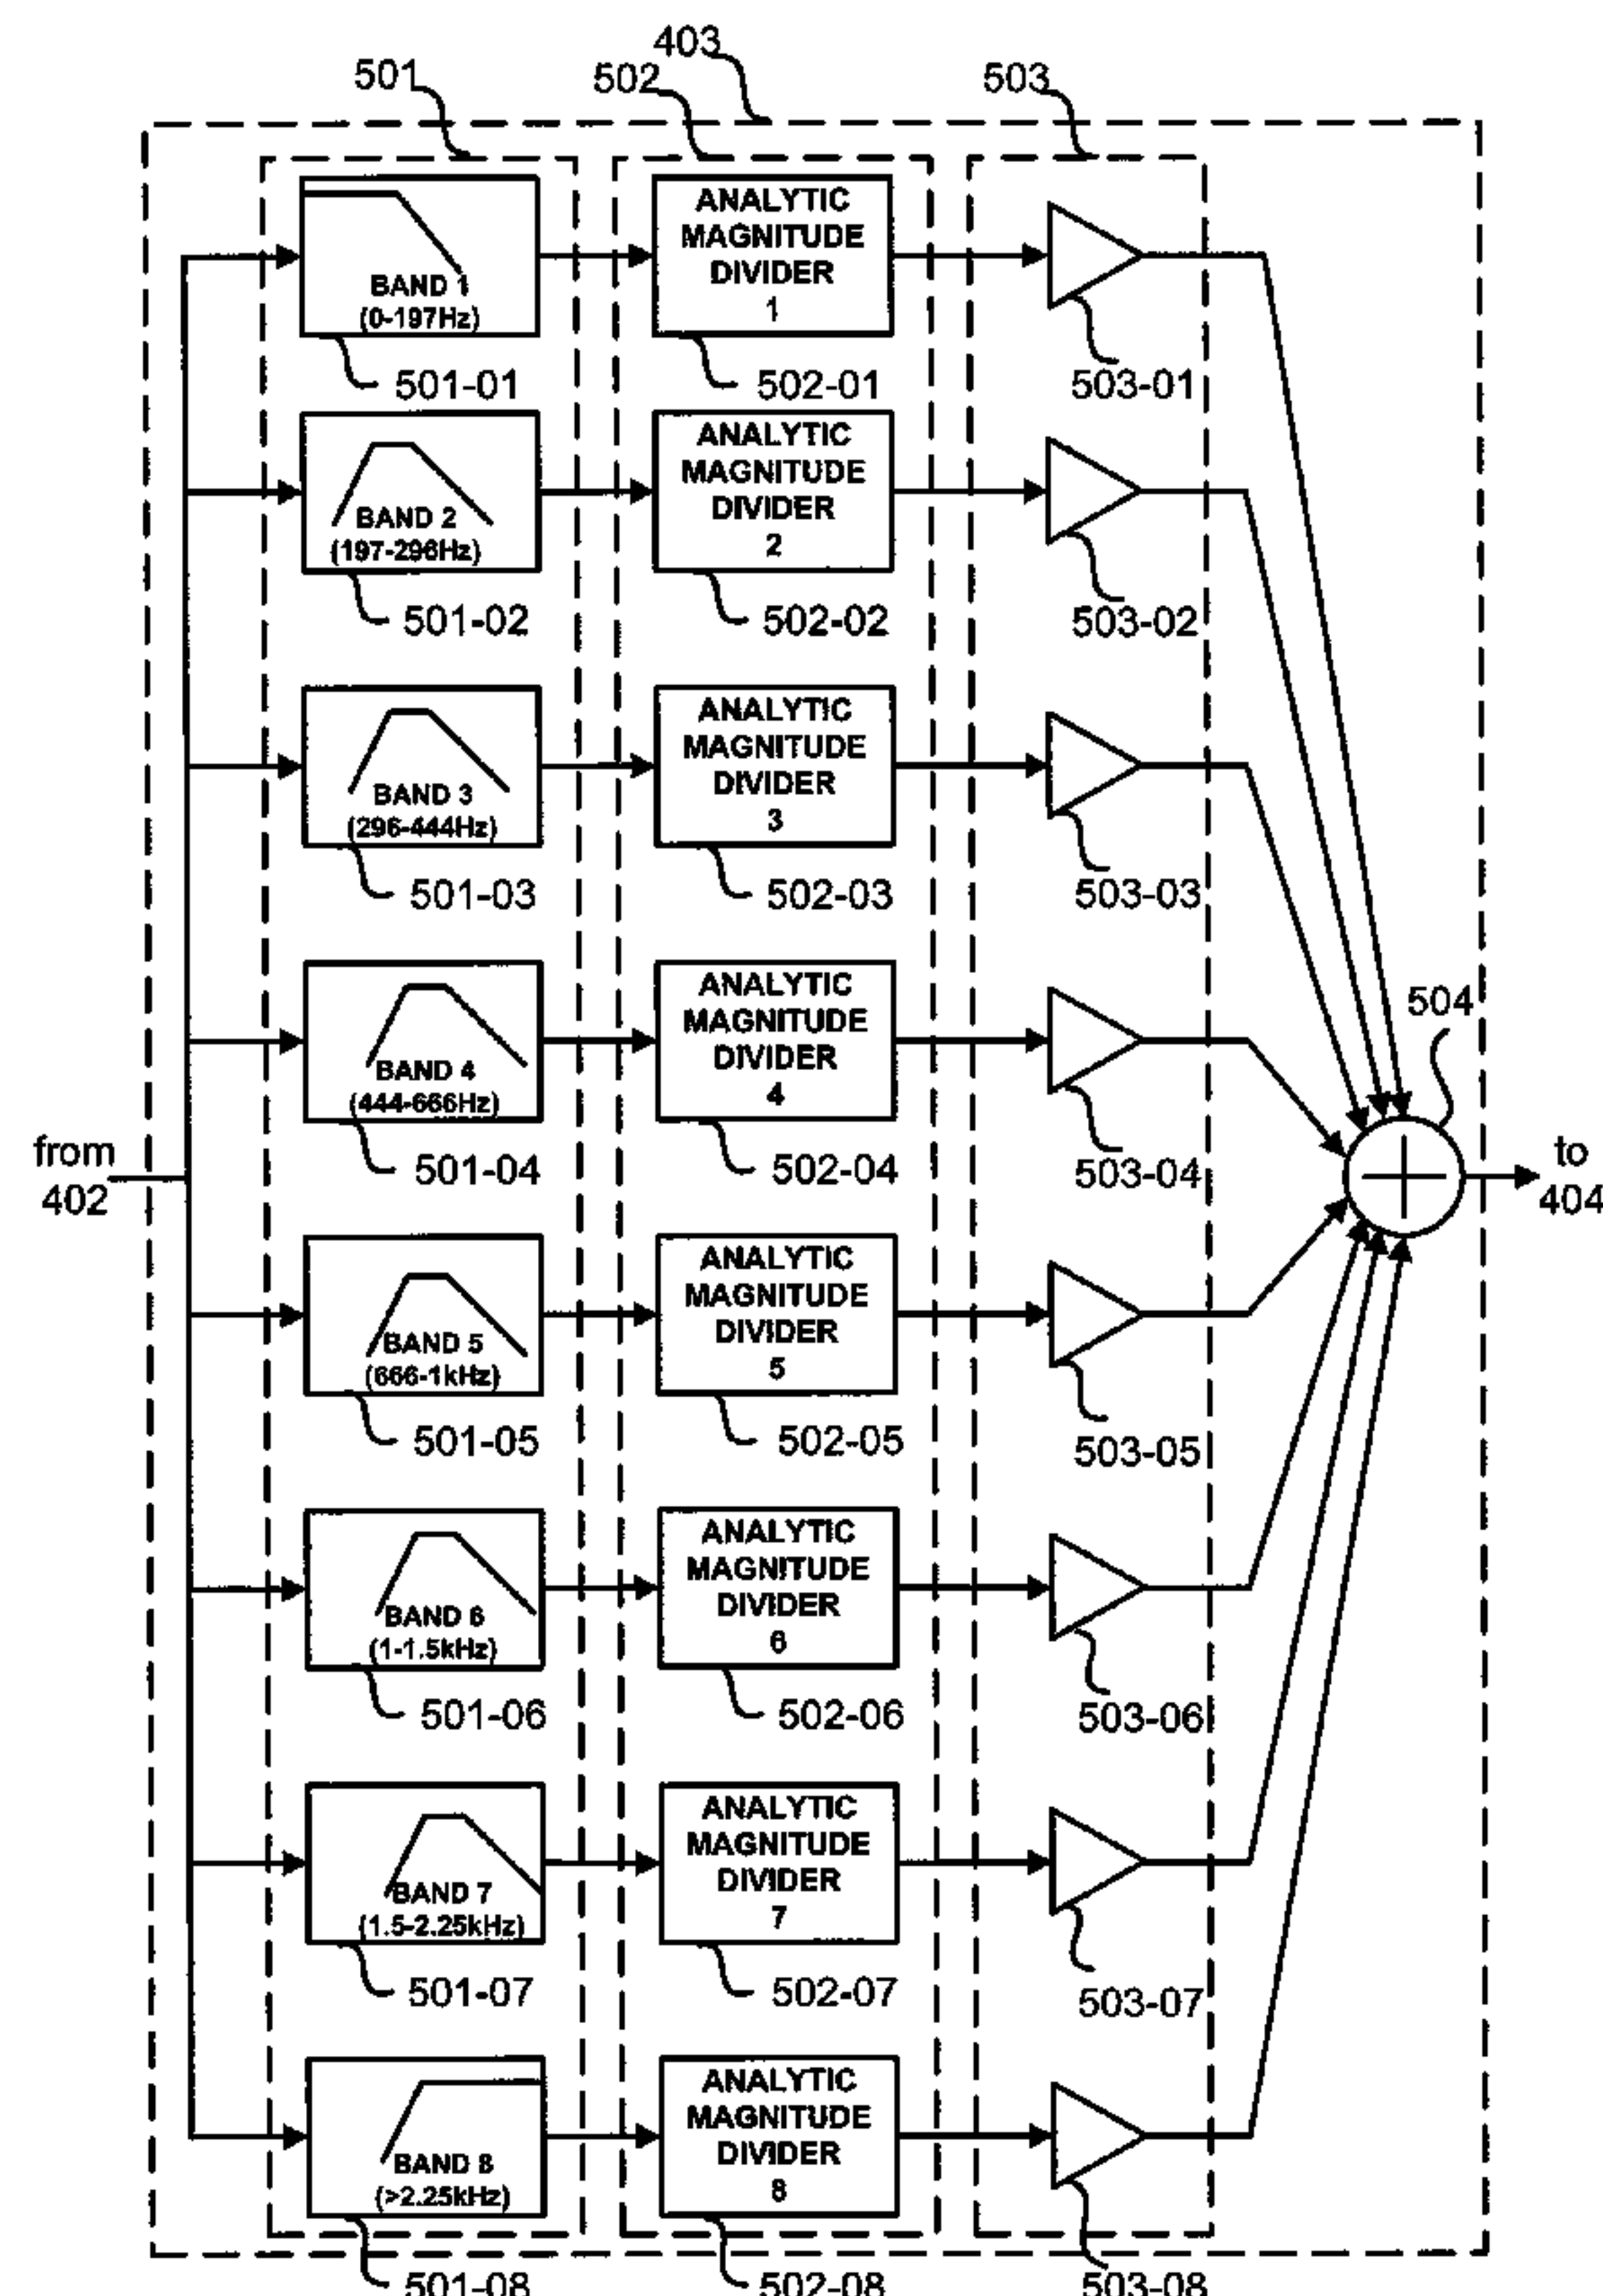 403
501
502
503
ANALYTIC
MAGNITUDE
DIVIDER
1
BAND 1
(0-197Hz)
501-01
502-01
503-01
ANALYTIC
MAGNITUDE
DIVIDER
2
BAND 2
(197-296Hz)
501-02
502-02
503-02
ANALYTIC
MAGNITUDE
DIVIDER
3
BAND 3
(296-444Hz)
501-03
502-03
503-03
ANALYTIC
MAGNITUDE
DIVIDER
4
BAND 4
(444-666Hz)
501-04
502-04
503-04
504
from
402
to
404
ANALYTIC
MAGNITUDE
DIVIDER
5
BAND 5
(666-1kHz)
501-05
502-05
503-05
ANALYTIC
MAGNITUDE
DIVIDER
6
BAND 6
(1-1.5kHz)
501-06
502-06
503-06
ANALYTIC
MAGNITUDE
DIVIDER
7
BAND 7
(1.5-2.25kHz)
501-07
502-07
503-07
ANALYTIC
MAGNITUDE
DIVIDER
8
BAND 8
(>2.25kHz)
501-08
502-08
503-08